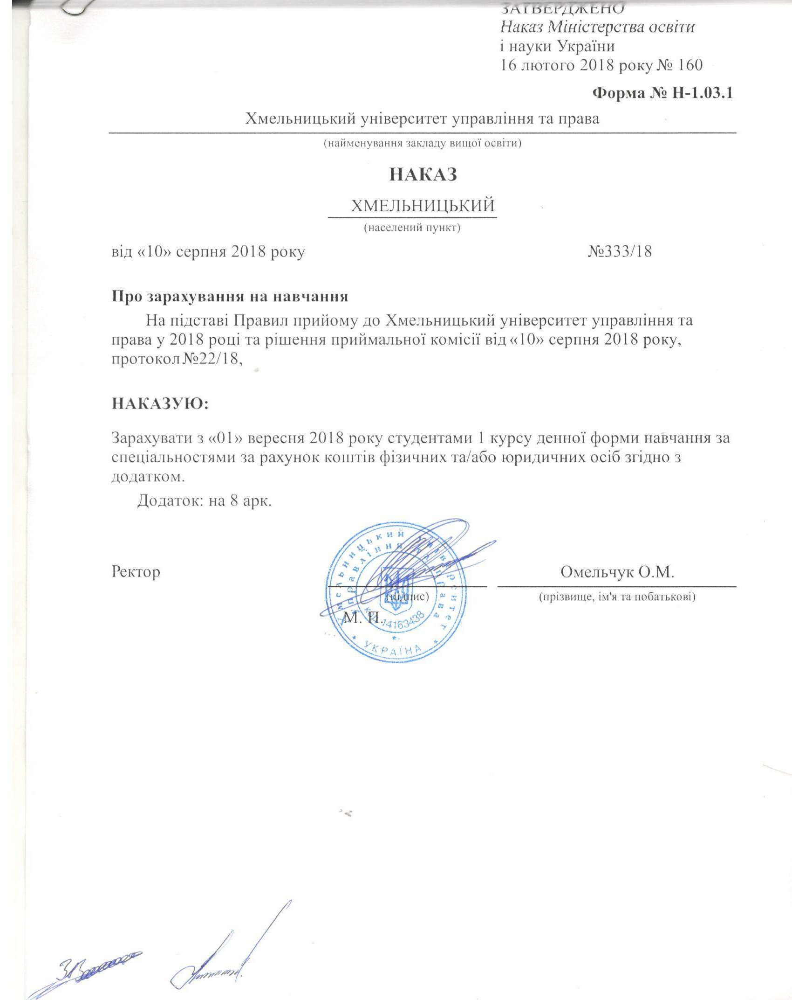 ЗАТВЕРДЖЕНО
Наказ Міністерства освіти
і науки України
16 лютого 2018 року № 160
Форма № Н-1.03.1
Хмельницький університет управління та права
(найменування закладу вищої освіти)
НАКАЗ
ХМЕЛЬНИЦЬКИЙ
(населений пункт)
від «10» серпня 2018 року №333/18
Про зарахування на навчання
На підставі Правил прийому до Хмельницький університет управління та
права у 2018 році та рішення приймальної комісії від «10» серпня 2018 року,
протокол №22/18,
НАКАЗУЮ:
Зарахувати з «01» вересня 2018 року студентами 1 курсу денної форми навчання за
спеціальностями за рахунок коштів фізичних та/або юридичних осіб згідно з
додатком.
Додаток: на 8 арк.
Ректор Омельчук О.М.
(підпис) (прізвище, ім'я та побатькові)
М. П.
Хмельницький університет
управління та права
код 14163438
* УКРАЇНА *